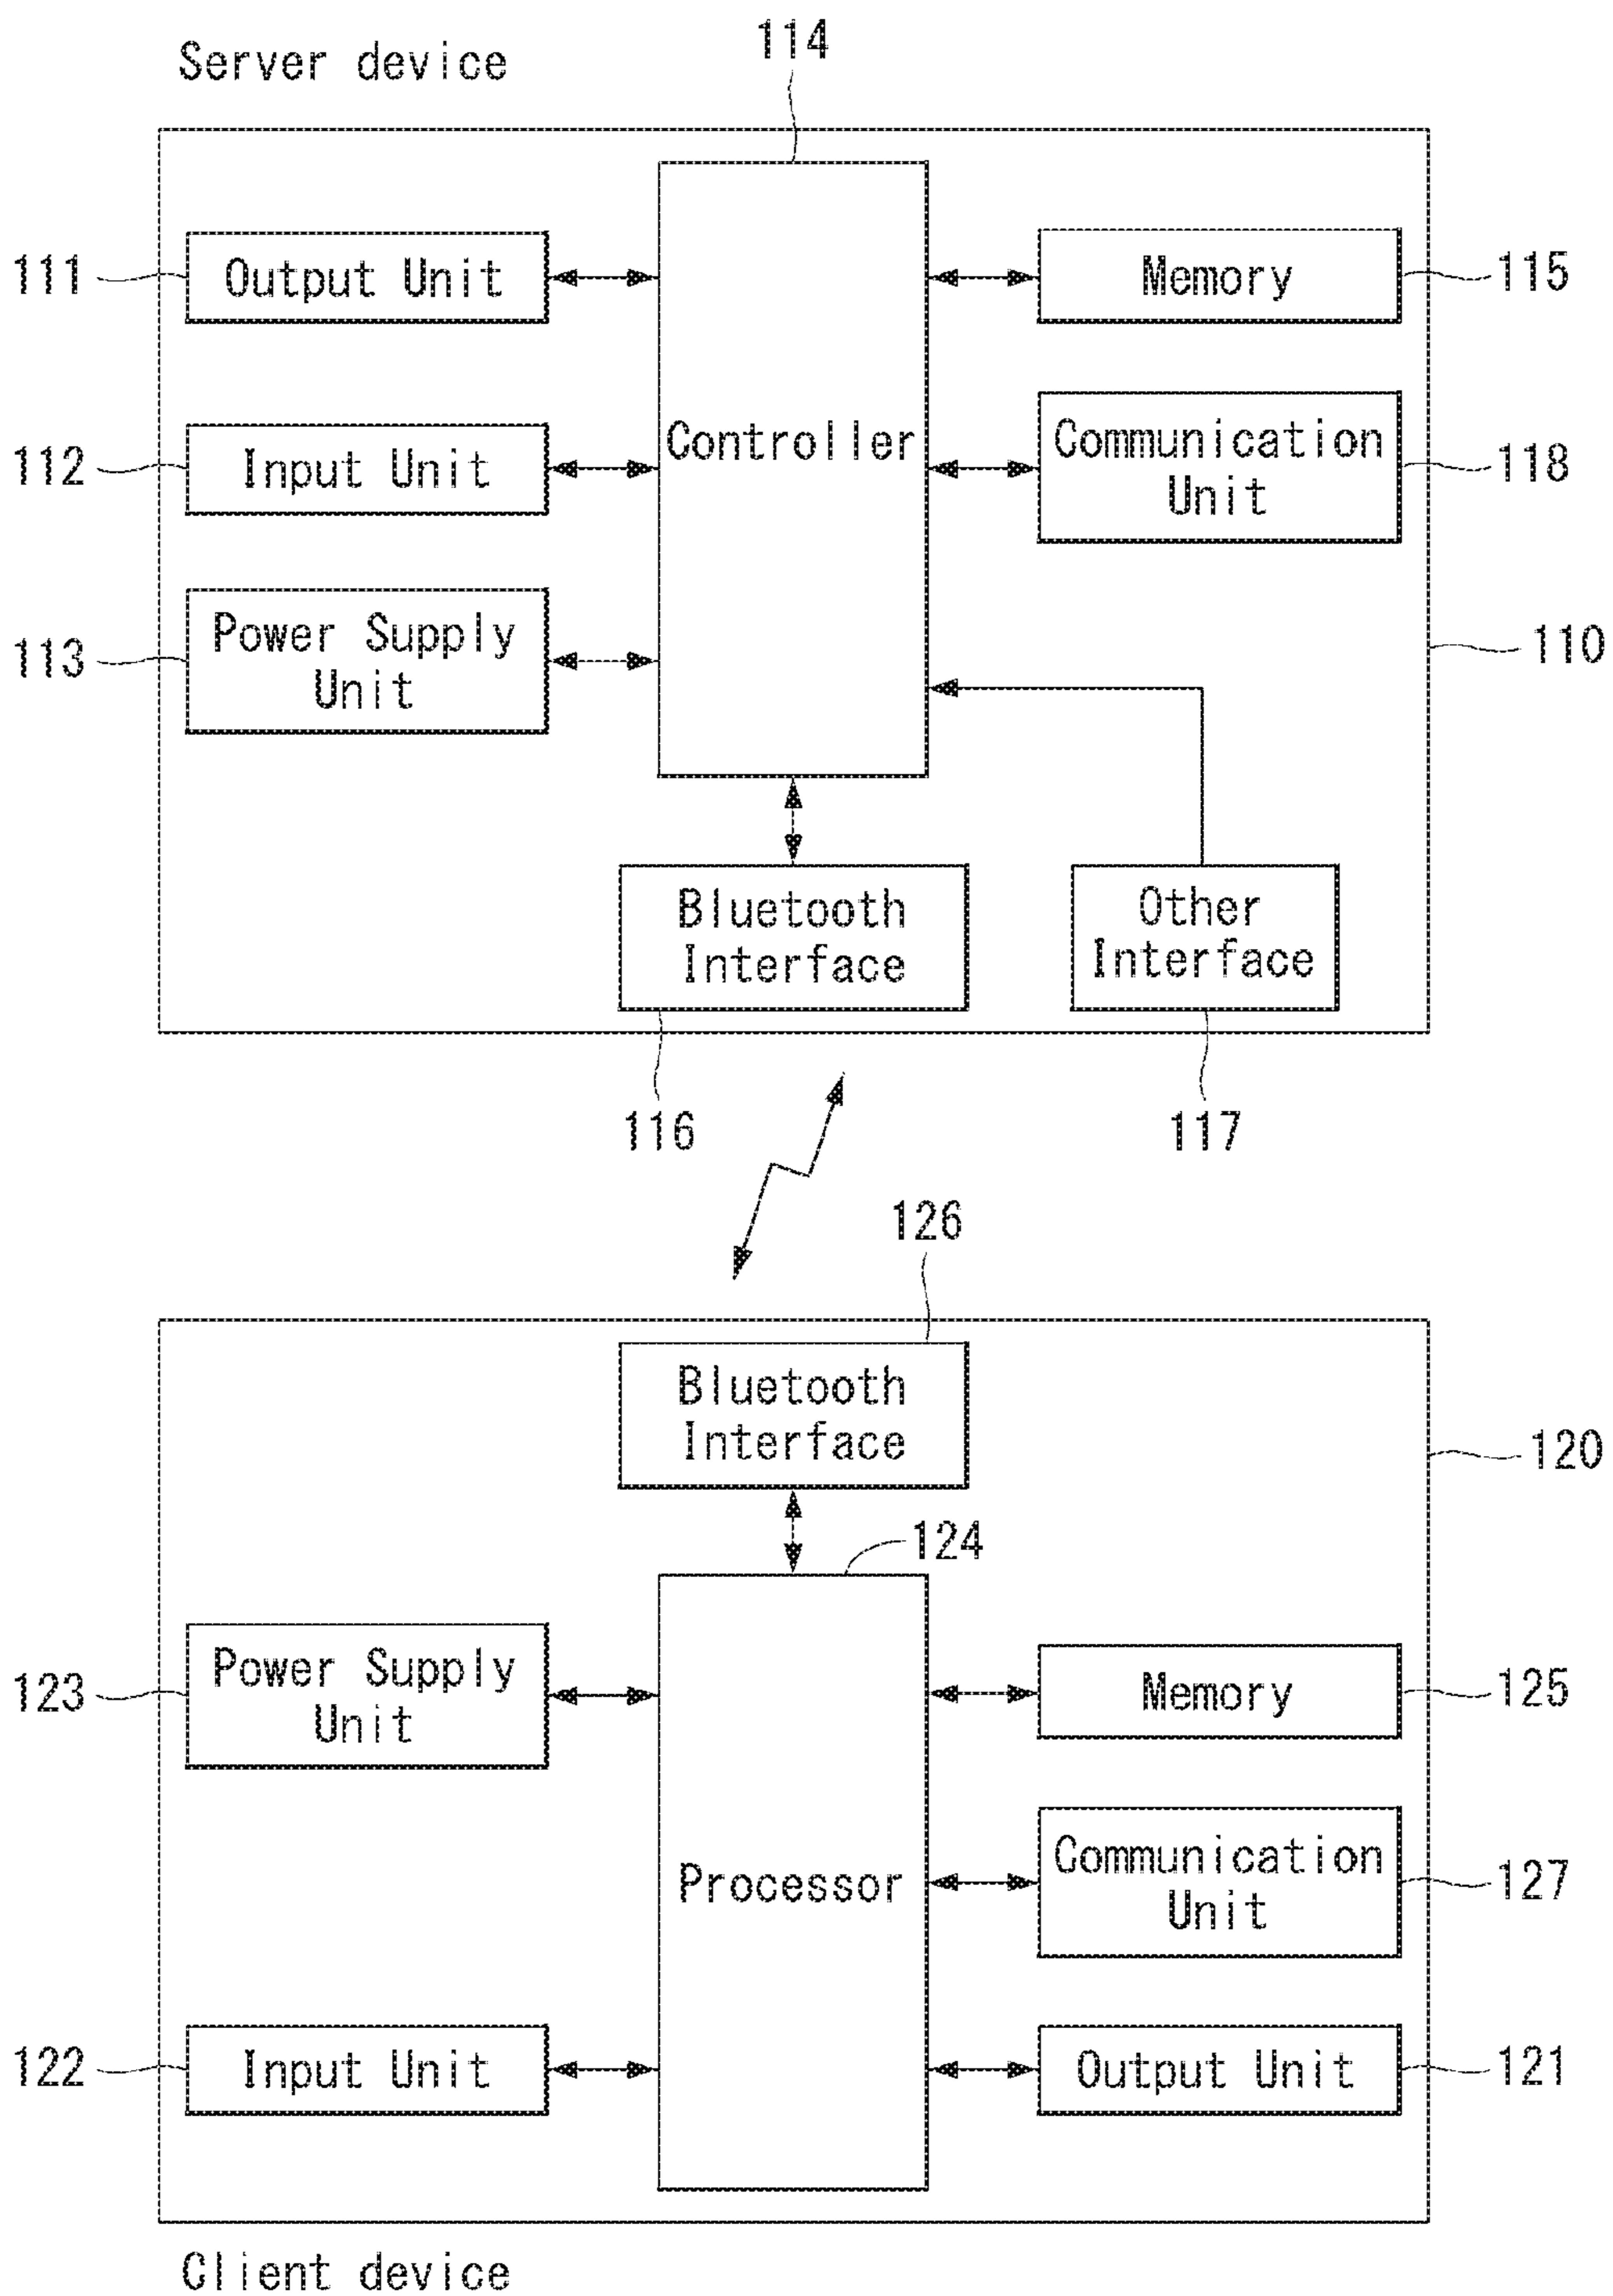 Server device
114
111
Output Unit
Memory
115
112
Input Unit
Controller
Communication
Unit
118
113
Power Supply
Unit
110
Bluetooth
Interface
Other
Interface
116
117
126
Bluetooth
Interface
120
124
123
Power Supply
Unit
Memory
125
Processor
Communication
Unit
127
122
Input Unit
Output Unit
121
Client device